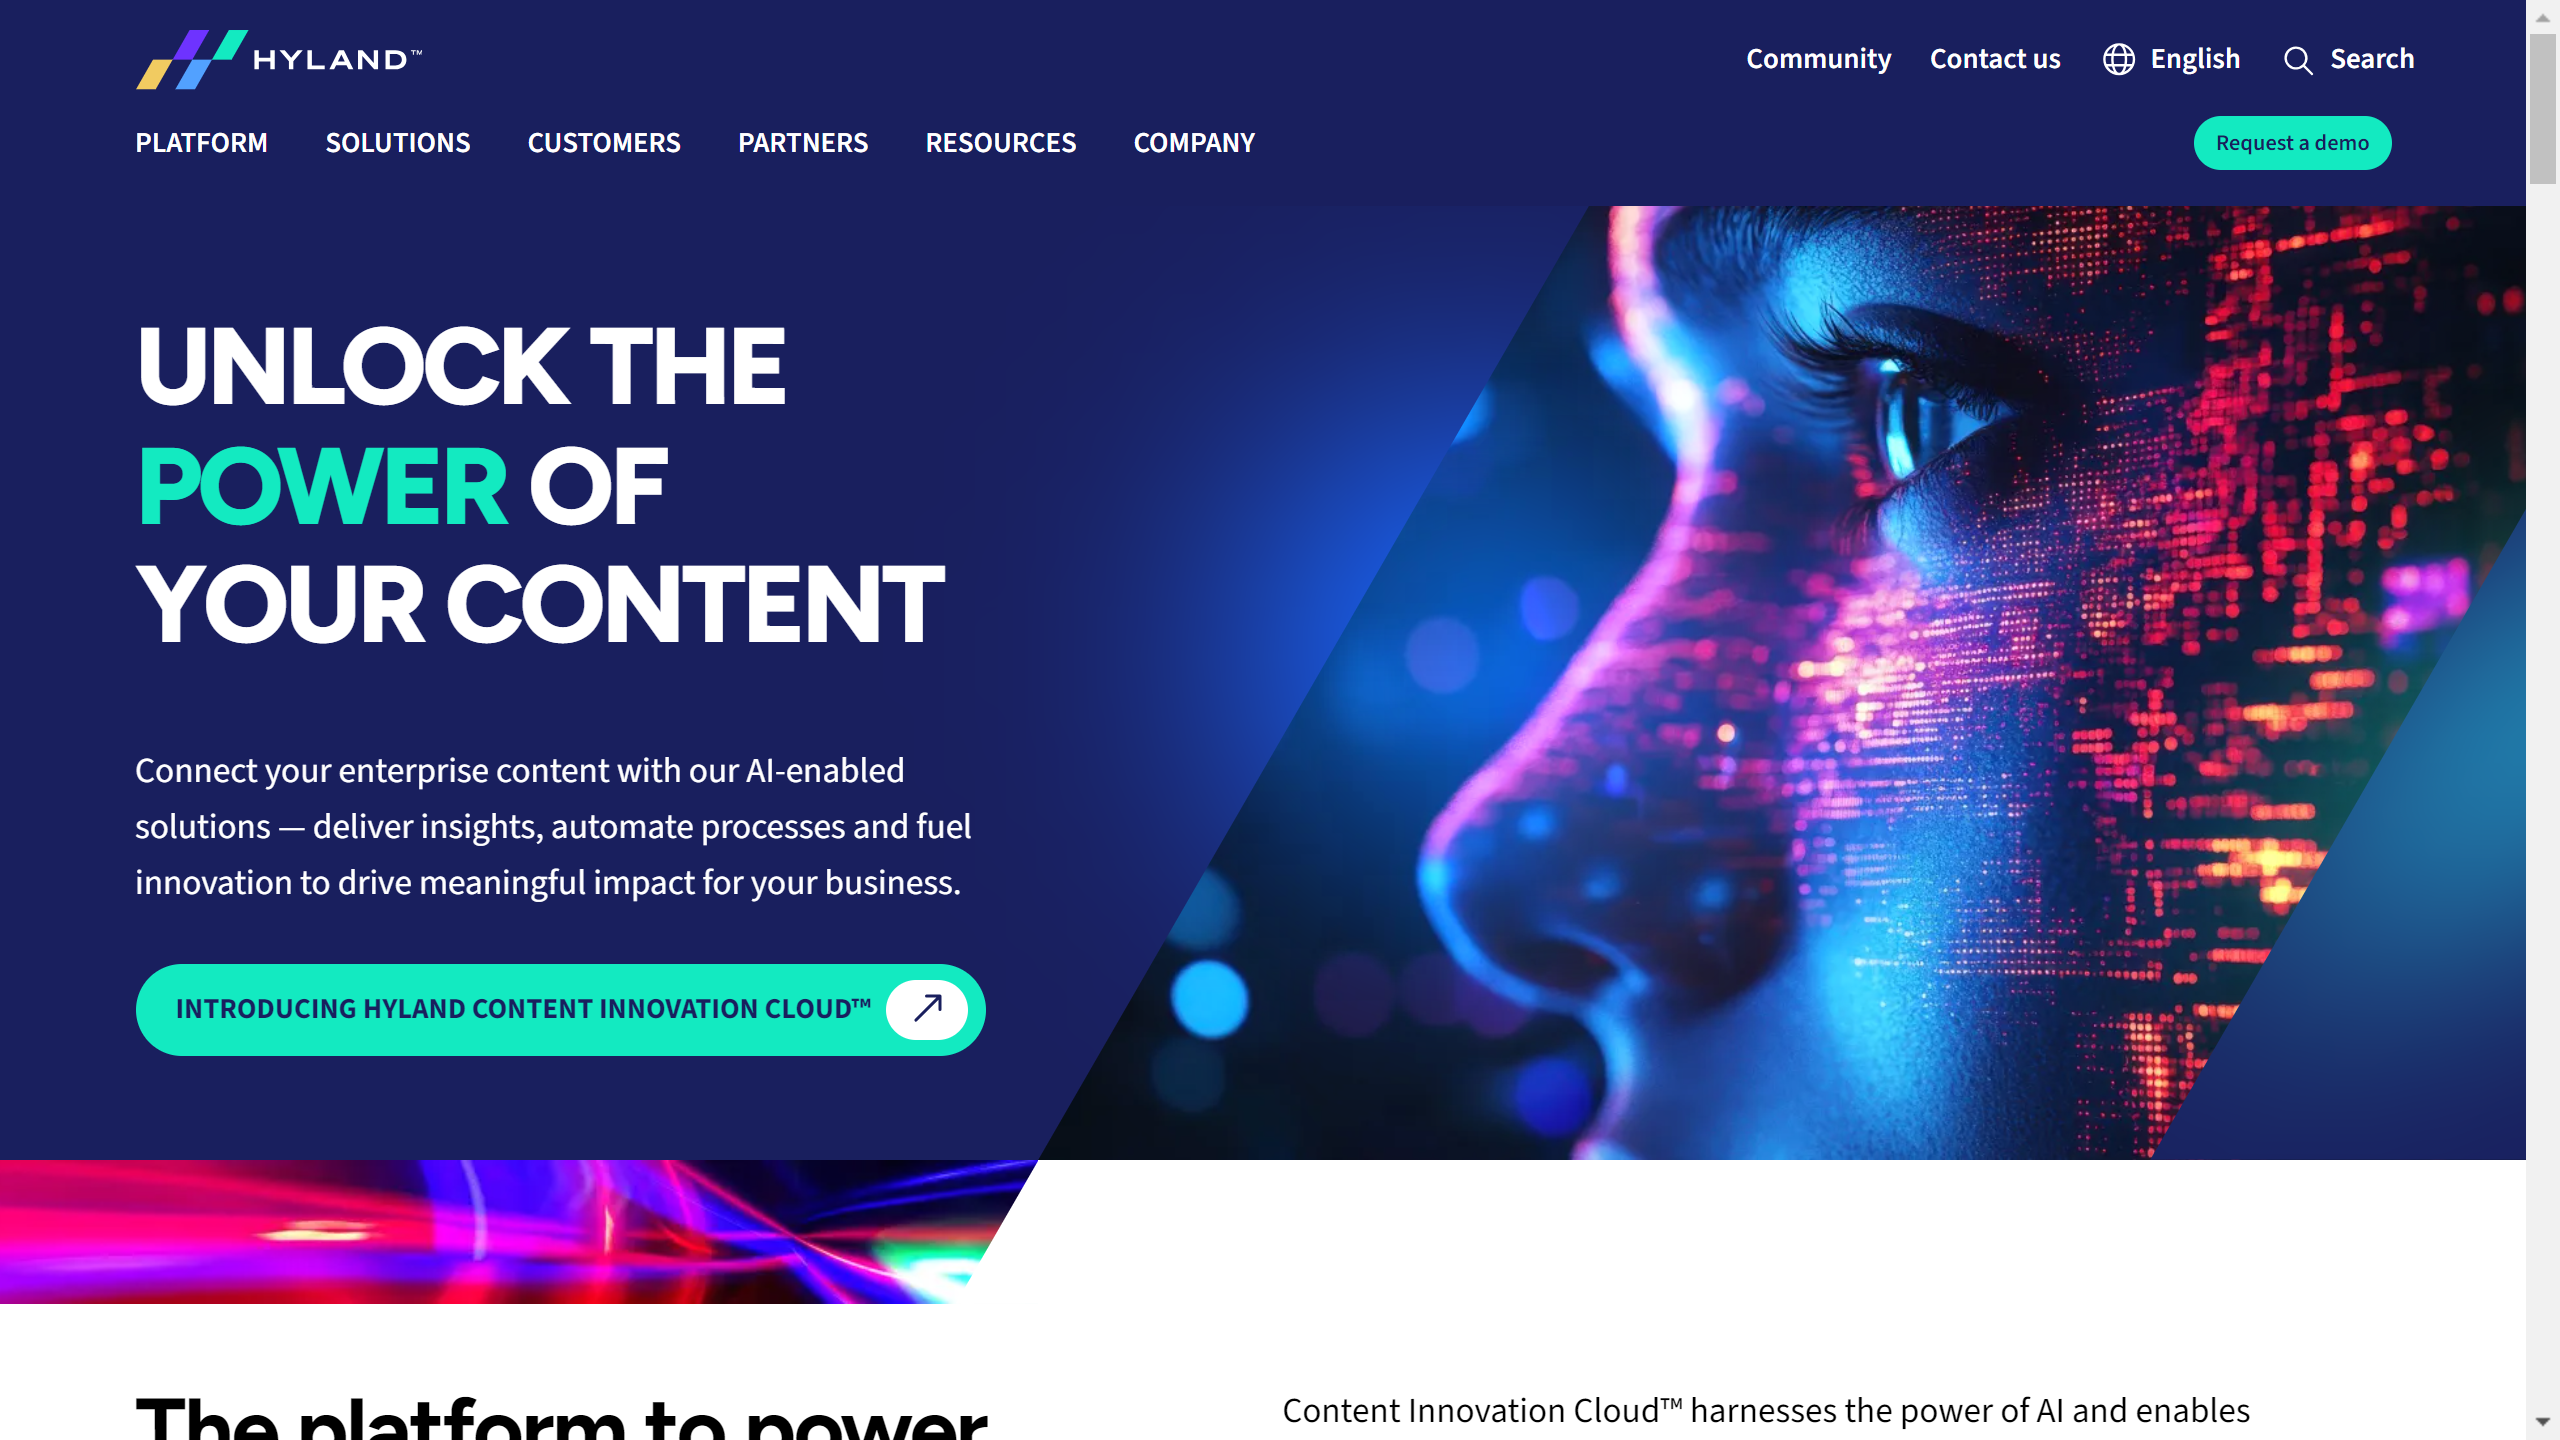 HYLAND™
Community
Contact us
English
Search
PLATFORM
SOLUTIONS
CUSTOMERS
PARTNERS
RESOURCES
COMPANY
Request a demo
UNLOCK THE
POWER OF
YOUR CONTENT
Connect your enterprise content with our AI-enabled
solutions — deliver insights, automate processes and fuel
innovation to drive meaningful impact for your business.
INTRODUCING HYLAND CONTENT INNOVATION CLOUD™
The platform to power
Content Innovation Cloud™ harnesses the power of AI and enables